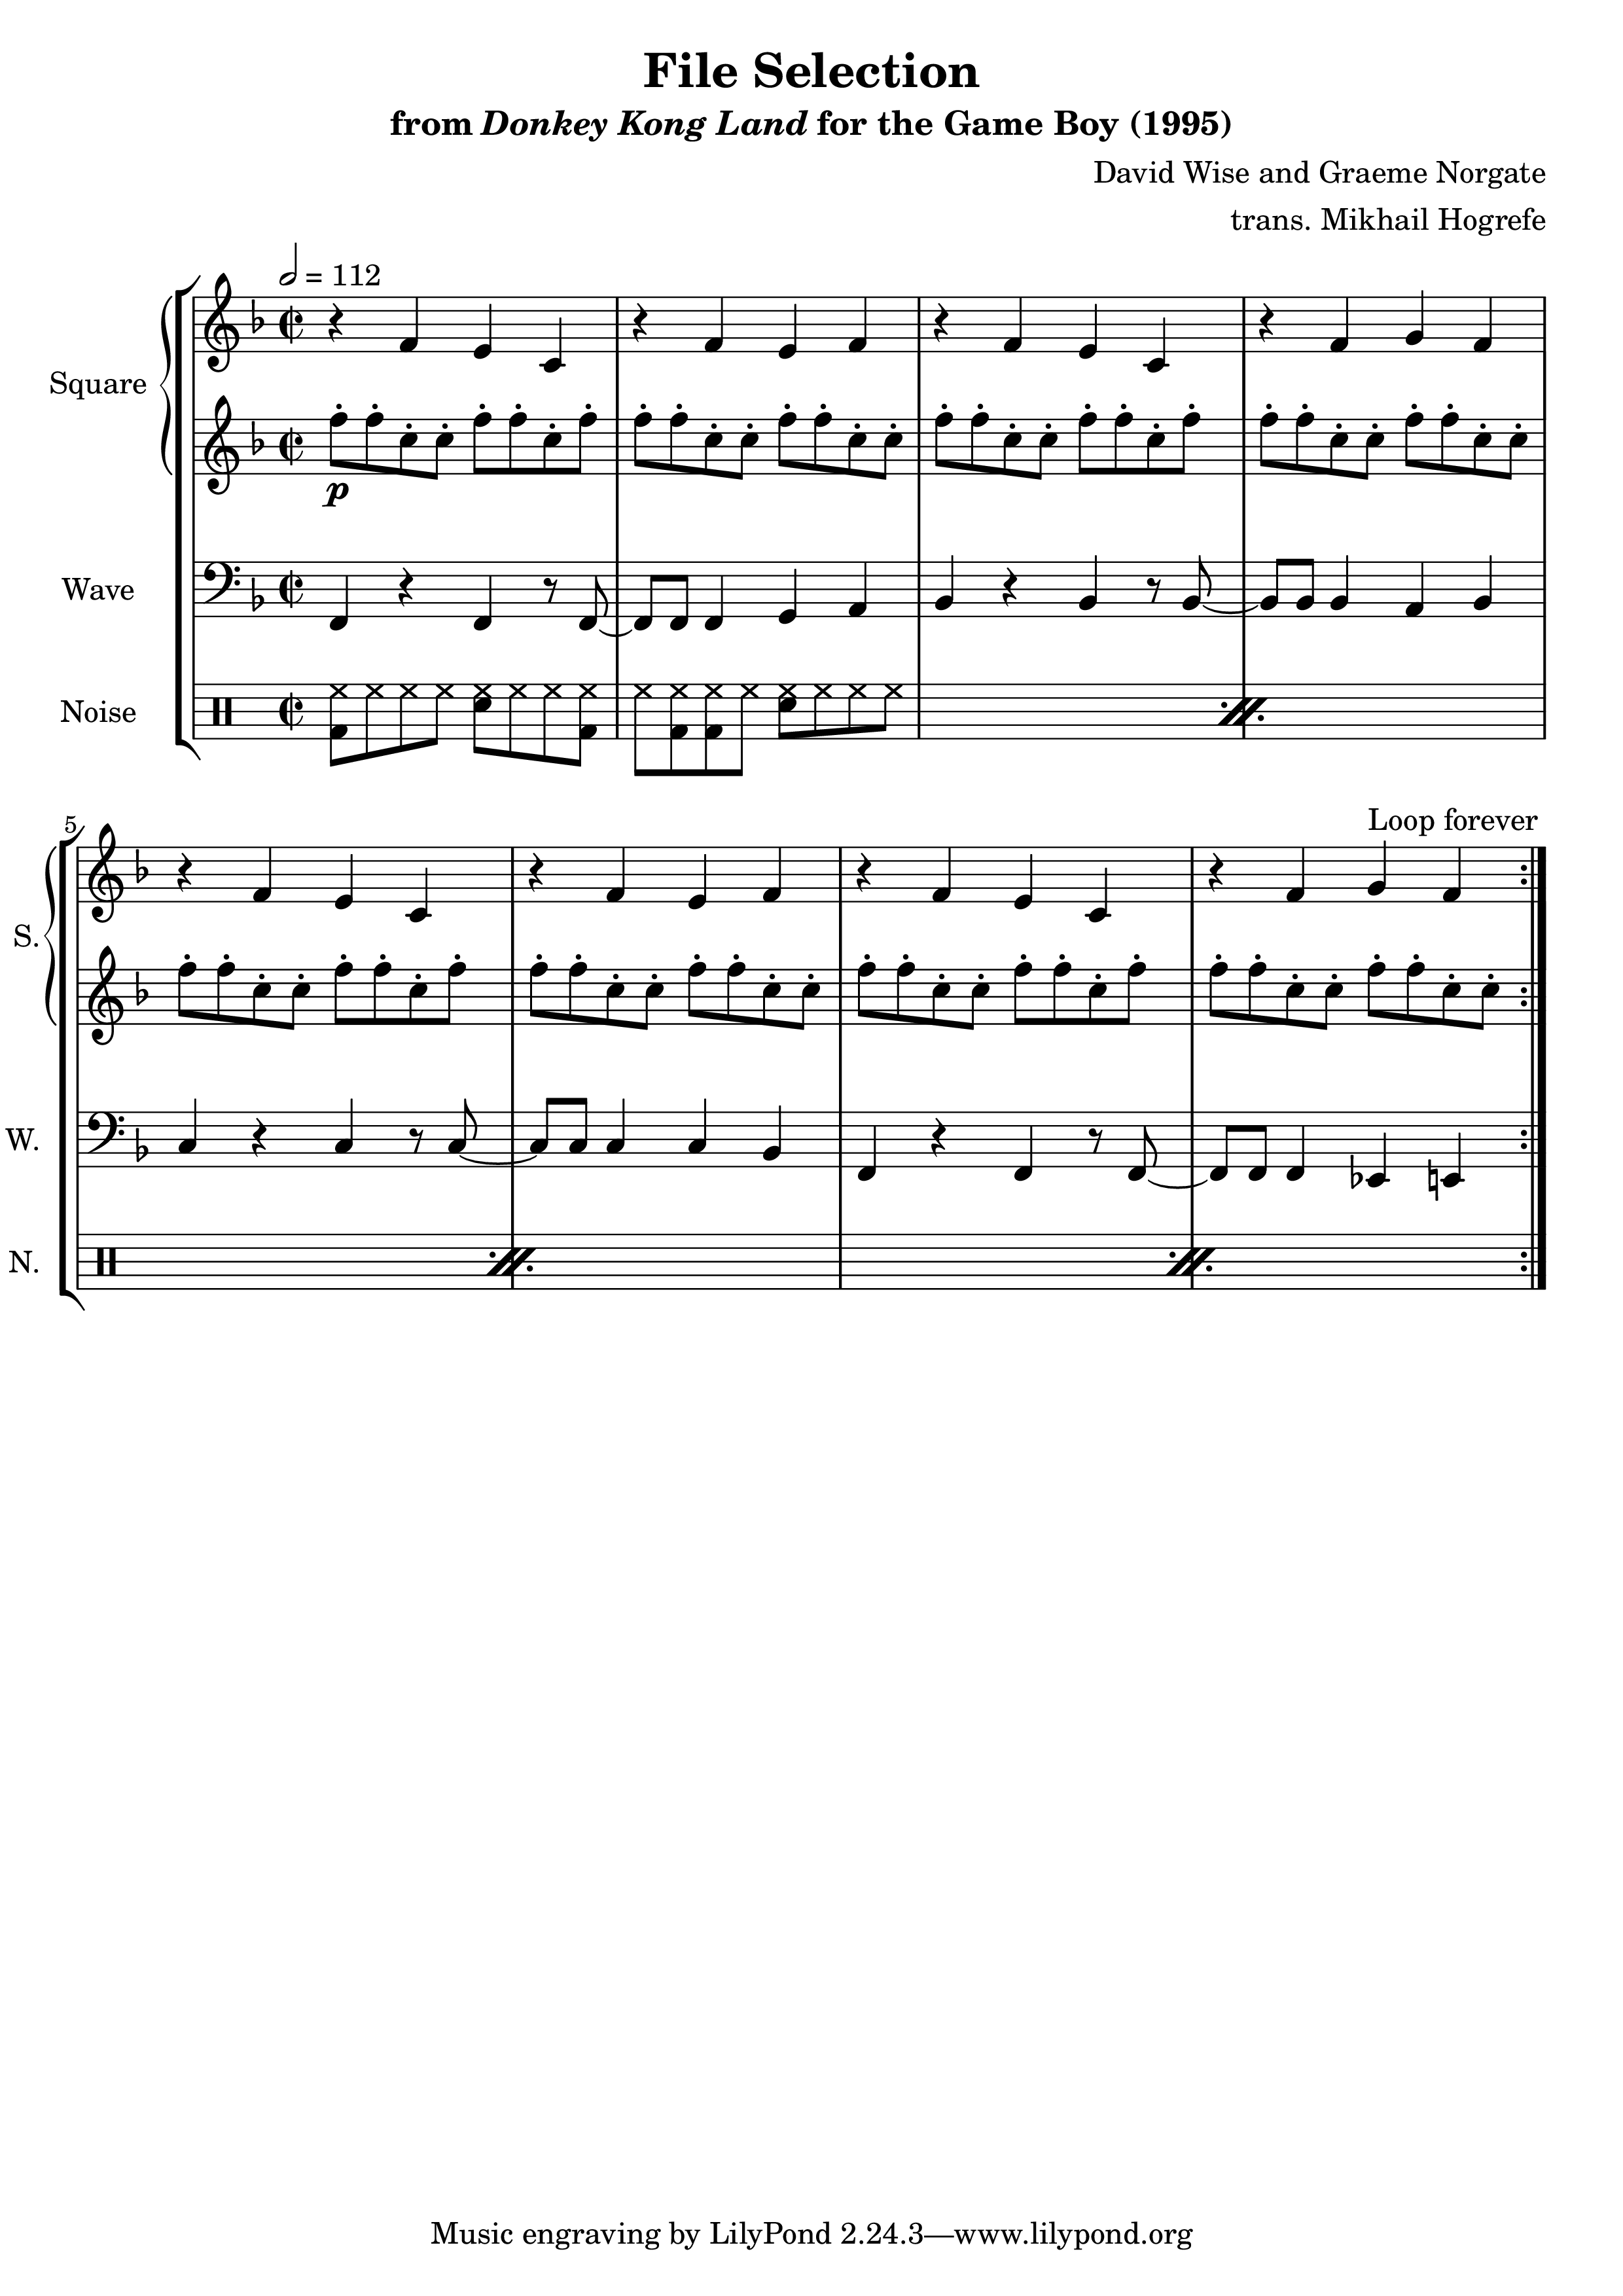 File Selection
from Donkey Kong Land for the Game Boy (1995)
David Wise and Graeme Norgate
trans. Mikhail Hogrefe
𝅗𝅥 = 112
Square
p
Wave
Noise
5
Loop forever
S.
W.
N.
Music engraving by LilyPond 2.24.3—www.lilypond.org